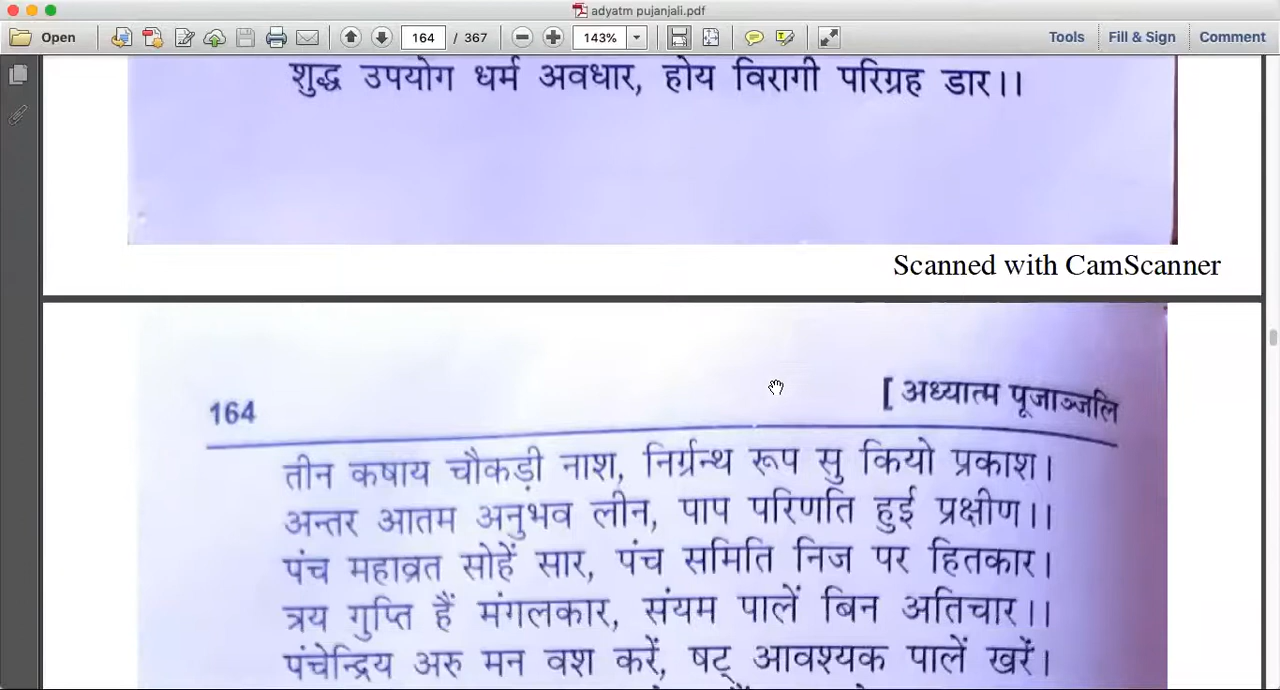 adyatm pujanjali.pdf
Open 164 / 367 143% Tools Fill & Sign Comment
शुद्ध उपयोग धर्म अवधार, होय विरागी परिग्रह डार।।
Scanned with CamScanner
164 [ अध्यात्म पूजाञ्जलि
तीन कषाय चौकड़ी नाश, निर्ग्रन्थ रूप सु कियो प्रकाश।
अन्तर आतम अनुभव लीन, पाप परिणति हुई प्रक्षीण।।
पंच महाव्रत सोहें सार, पंच समिति निज पर हितकार।
त्रय गुप्ति हैं मंगलकार, संयम पालें बिन अतिचार।।
पंचेन्द्रिय अरु मन वश करें, षट् आवश्यक पालें खरें।